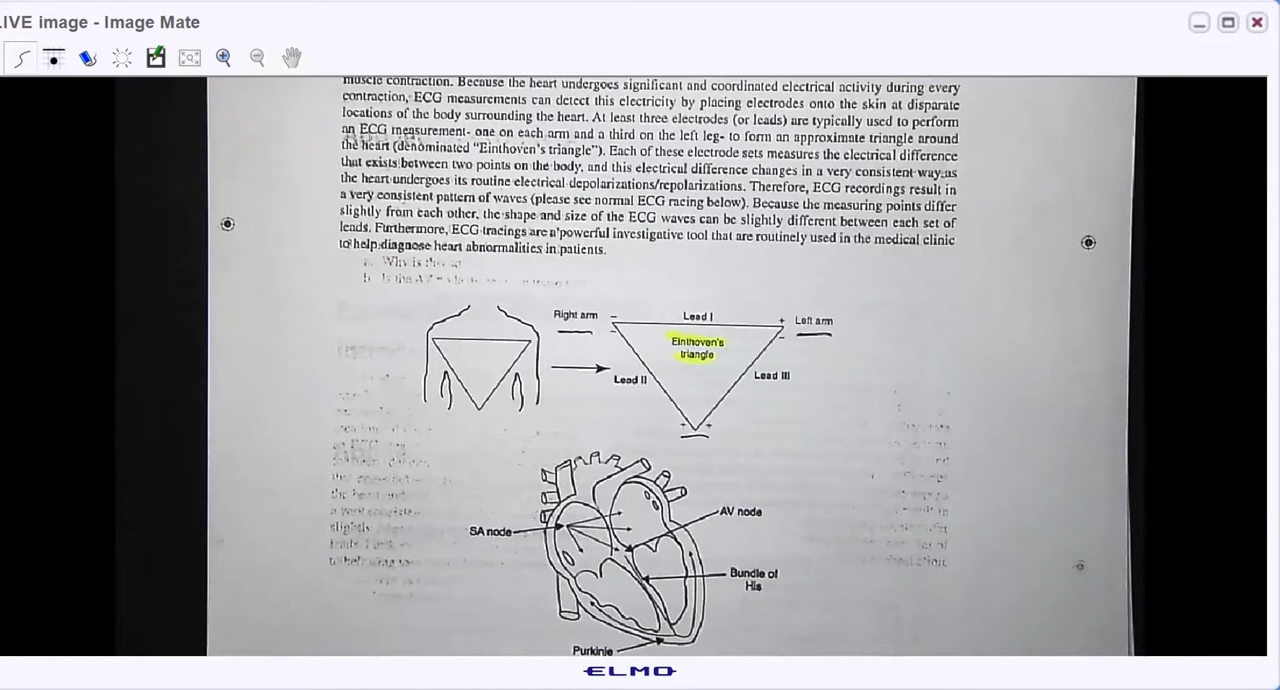 LIVE image - Image Mate
muscle contraction. Because the heart undergoes significant and coordinated electrical activity during every
contraction, ECG measurements can detect this electricity by placing electrodes onto the skin at disparate
locations of the body surrounding the heart. At least three electrodes (or leads) are typically used to perform
an ECG measurement- one on each arm and a third on the left leg- to form an approximate triangle around
the heart (denominated "Einthoven's triangle"). Each of these electrode sets measures the electrical difference
that exists between two points on the body, and this electrical difference changes in a very consistent way as
the heart undergoes its routine electrical depolarizations/repolarizations. Therefore, ECG recordings result in
a very consistent pattern of waves (please see normal ECG racing below). Because the measuring points differ
slightly from each other, the shape and size of the ECG waves can be slightly different between each set of
leads. Furthermore, ECG tracings are a powerful investigative tool that are routinely used in the medical clinic
to help diagnose heart abnormalities in patients.
a. Why is the
b. Is the
Right arm
− Lead I +
Left arm
−
−
Einthoven's
triangle
Lead II
Lead III
+ +
SA node
AV node
Bundle of
His
Purkinje
ELMO